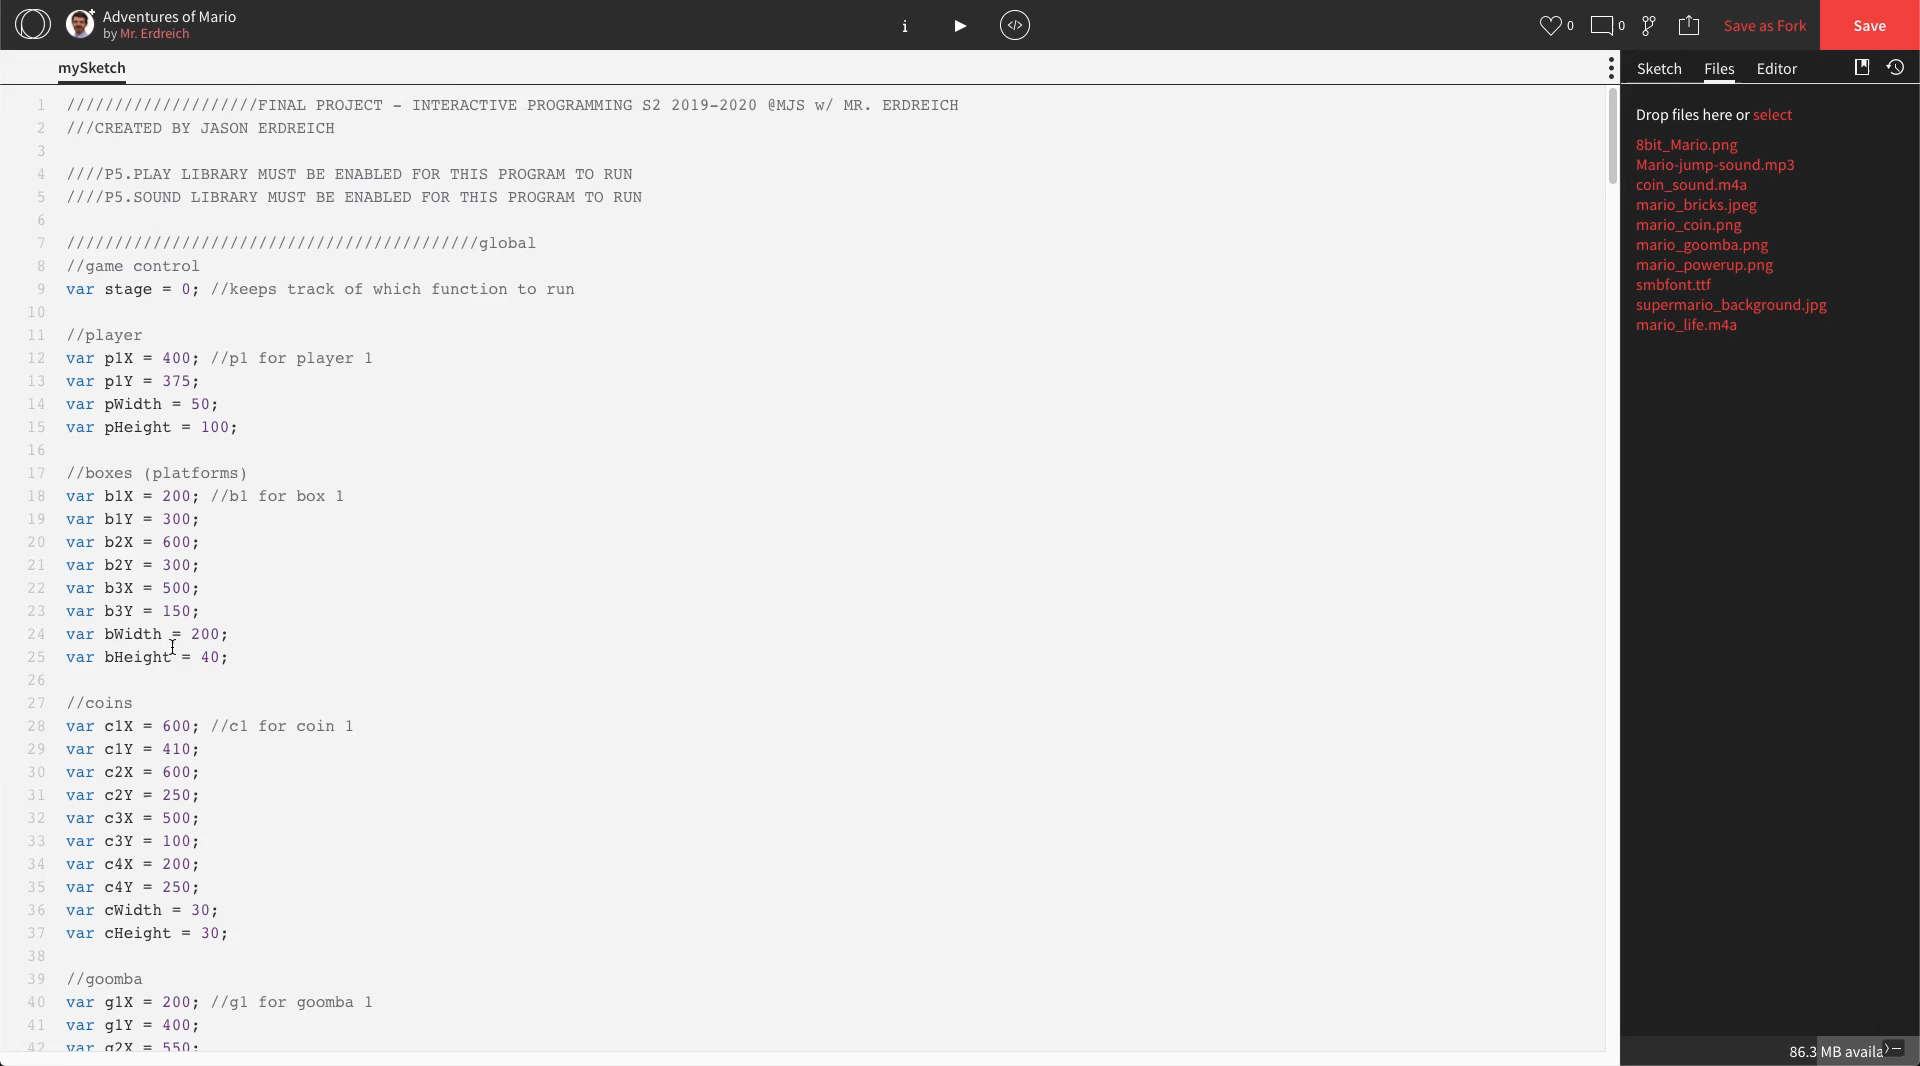 Adventures of Mario
by Mr. Erdreich
0
0
Save as Fork
Save
mySketch
Sketch
Files
Editor
1 ////////////////////FINAL PROJECT - INTERACTIVE PROGRAMMING S2 2019-2020 @MJS w/ MR. ERDREICH
2 ///CREATED BY JASON ERDREICH
3
4 ////P5.PLAY LIBRARY MUST BE ENABLED FOR THIS PROGRAM TO RUN
5 ////P5.SOUND LIBRARY MUST BE ENABLED FOR THIS PROGRAM TO RUN
6
7 ///////////////////////////////////////////global
8 //game control
9 var stage = 0; //keeps track of which function to run
10
11 //player
12 var p1X = 400; //p1 for player 1
13 var p1Y = 375;
14 var pWidth = 50;
15 var pHeight = 100;
16
17 //boxes (platforms)
18 var b1X = 200; //b1 for box 1
19 var b1Y = 300;
20 var b2X = 600;
21 var b2Y = 300;
22 var b3X = 500;
23 var b3Y = 150;
24 var bWidth = 200;
25 var bHeight = 40;
26
27 //coins
28 var c1X = 600; //c1 for coin 1
29 var c1Y = 410;
30 var c2X = 600;
31 var c2Y = 250;
32 var c3X = 500;
33 var c3Y = 100;
34 var c4X = 200;
35 var c4Y = 250;
36 var cWidth = 30;
37 var cHeight = 30;
38
39 //goomba
40 var g1X = 200; //g1 for goomba 1
41 var g1Y = 400;
42 var g2X = 550;
Drop files here or select
8bit_Mario.png
Mario-jump-sound.mp3
coin_sound.m4a
mario_bricks.jpeg
mario_coin.png
mario_goomba.png
mario_powerup.png
smbfont.ttf
supermario_background.jpg
mario_life.m4a
86.3 MB availa